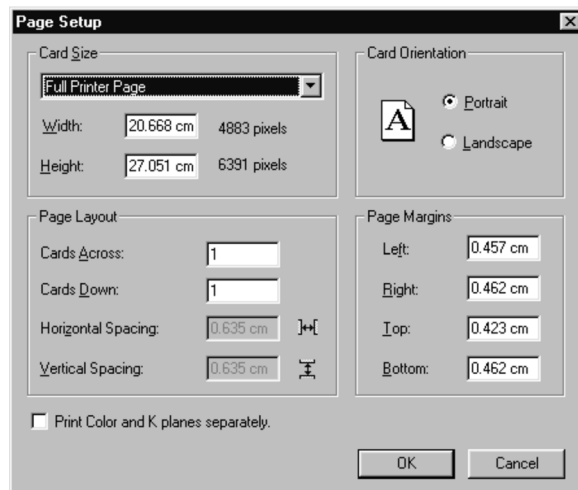 Page Setup
Card Size
Full Printer Page
Width: 20.668 cm 4883 pixels
Height: 27.051 cm 6391 pixels
Card Orientation
A
Portrait
Landscape
Page Layout
Cards Across: 1
Cards Down: 1
Horizontal Spacing: 0.635 cm
Vertical Spacing: 0.635 cm
Page Margins
Left: 0.457 cm
Right: 0.462 cm
Top: 0.423 cm
Bottom: 0.462 cm
Print Color and K planes separately.
OK Cancel